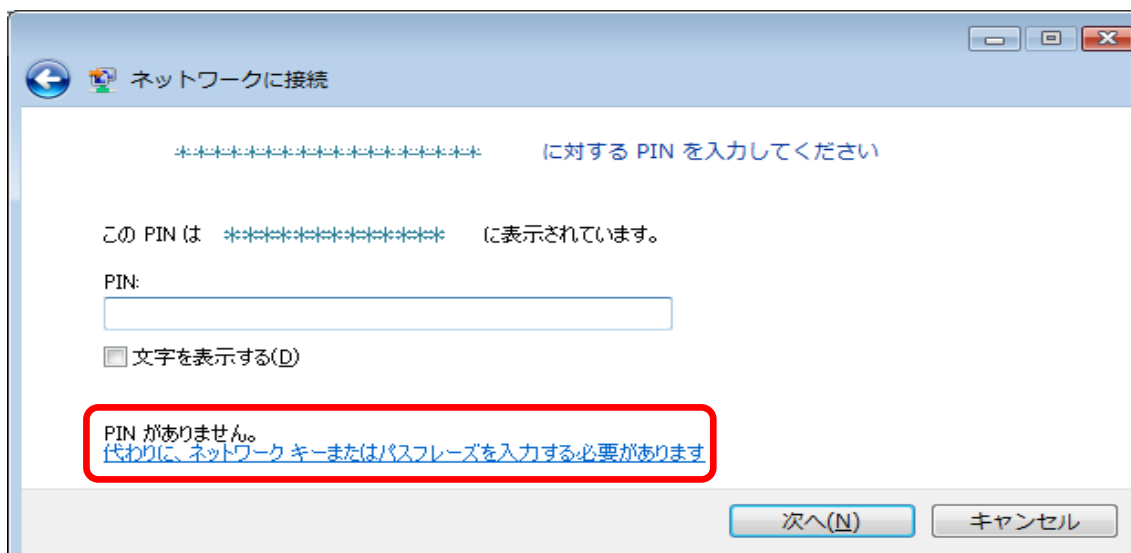 ネットワークに接続
****************** に対する PIN を入力してください
この PIN は **************** に表示されています。
PIN:
文字を表示する(D)
PIN がありません。
代わりに、ネットワーク キーまたはパスフレーズを入力する必要があります
次へ(N) キャンセル